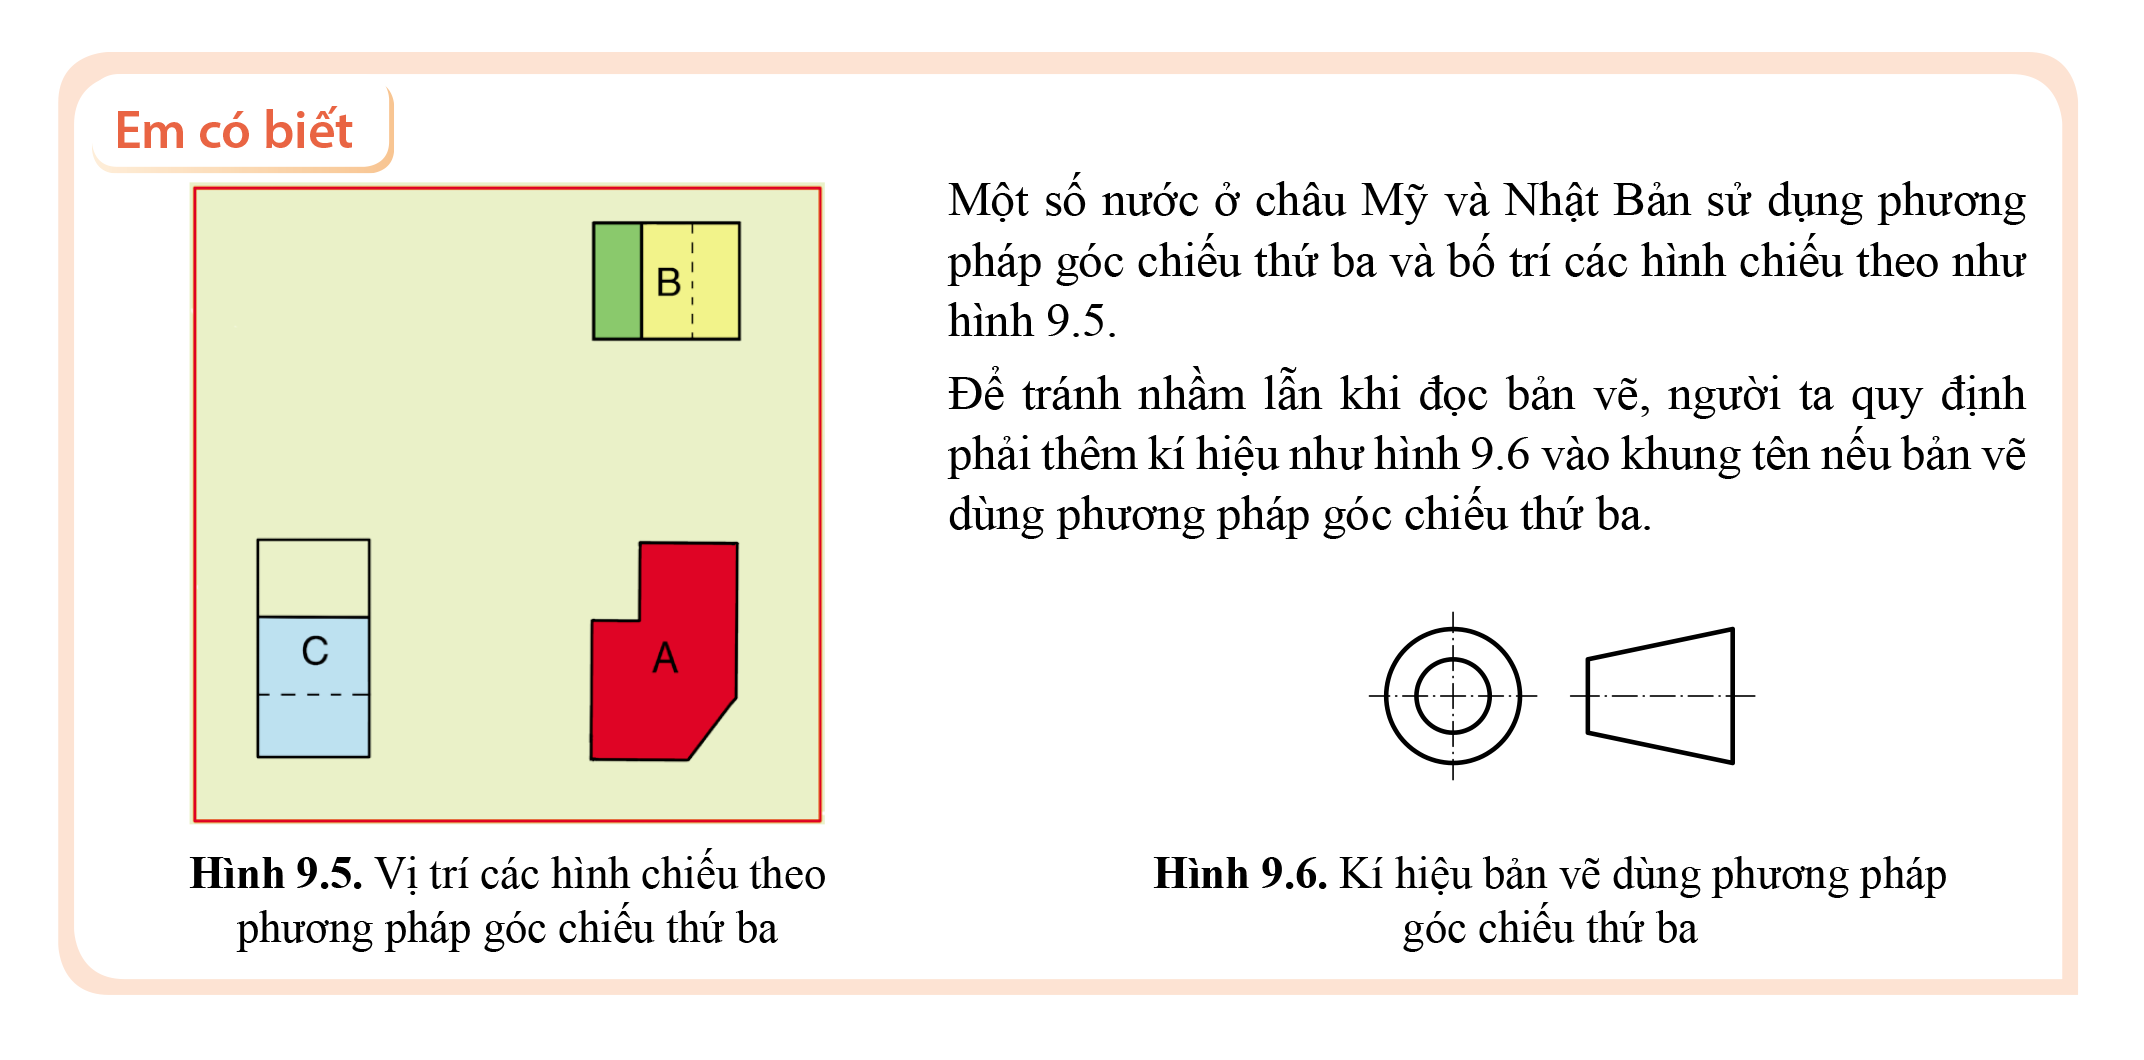 Em có biết
Một số nước ở châu Mỹ và Nhật Bản sử dụng phương
pháp góc chiếu thứ ba và bố trí các hình chiếu theo như
hình 9.5.
Để tránh nhầm lẫn khi đọc bản vẽ, người ta quy định
phải thêm kí hiệu như hình 9.6 vào khung tên nếu bản vẽ
dùng phương pháp góc chiếu thứ ba.
B
C
A
Hình 9.5. Vị trí các hình chiếu theo
phương pháp góc chiếu thứ ba
Hình 9.6. Kí hiệu bản vẽ dùng phương pháp
góc chiếu thứ ba